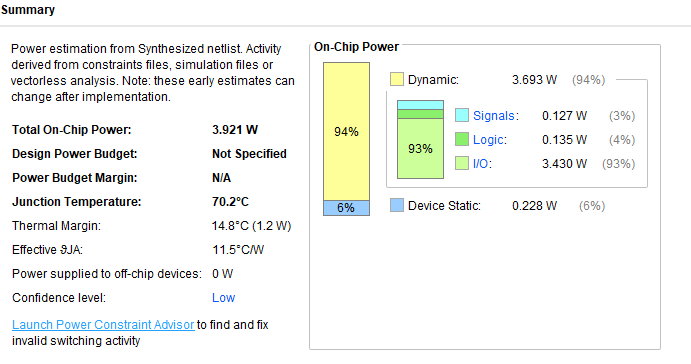 Summary
Power estimation from Synthesized netlist. Activity
derived from constraints files, simulation files or
vectorless analysis. Note: these early estimates can
change after implementation.
Total On-Chip Power: 3.921 W
Design Power Budget: Not Specified
Power Budget Margin: N/A
Junction Temperature: 70.2°C
Thermal Margin: 14.8°C (1.2 W)
Effective ϑJA: 11.5°C/W
Power supplied to off-chip devices: 0 W
Confidence level: Low
Launch Power Constraint Advisor to find and fix
invalid switching activity
On-Chip Power
94%
6%
Dynamic: 3.693 W (94%)
93%
Signals: 0.127 W (3%)
Logic: 0.135 W (4%)
I/O: 3.430 W (93%)
Device Static: 0.228 W (6%)